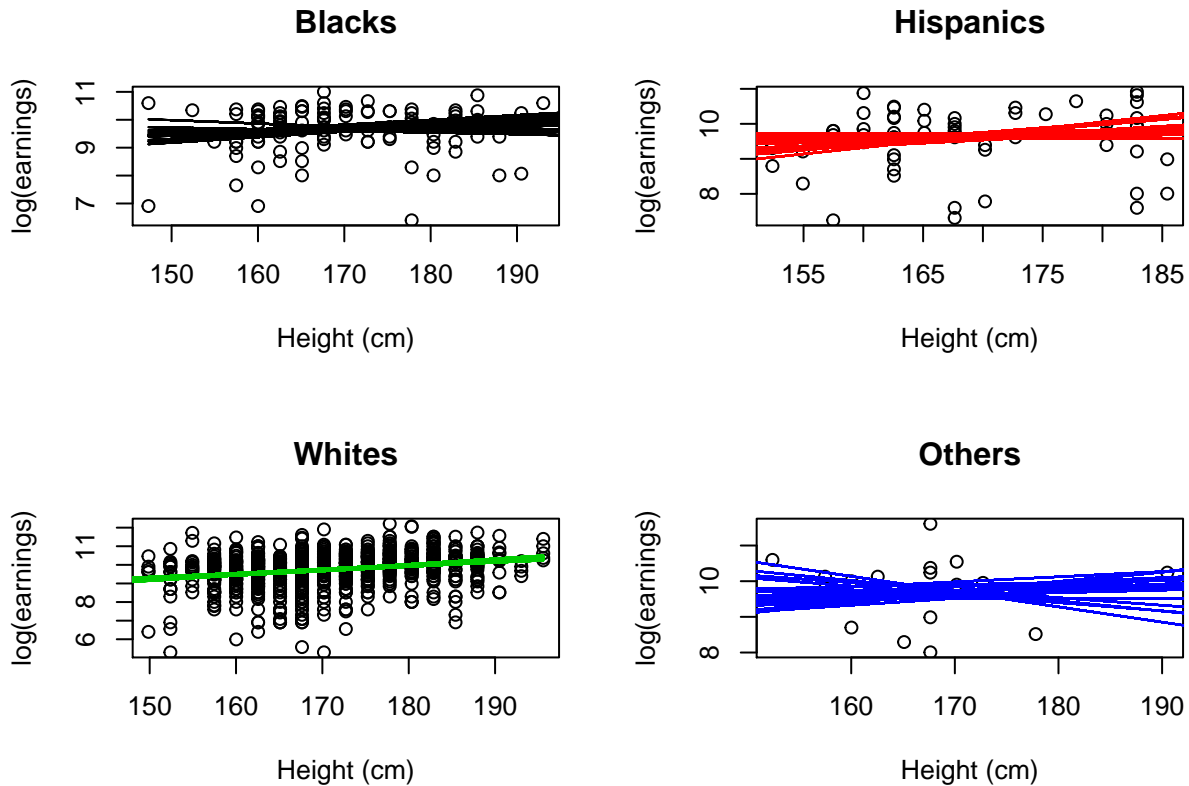 Blacks
log(earnings)
7
9
11
150 160 170 180 190
Height (cm)
Hispanics
log(earnings)
8
10
155 165 175 185
Height (cm)
Whites
log(earnings)
6
8
11
150 160 170 180 190
Height (cm)
Others
log(earnings)
8
10
160 170 180 190
Height (cm)